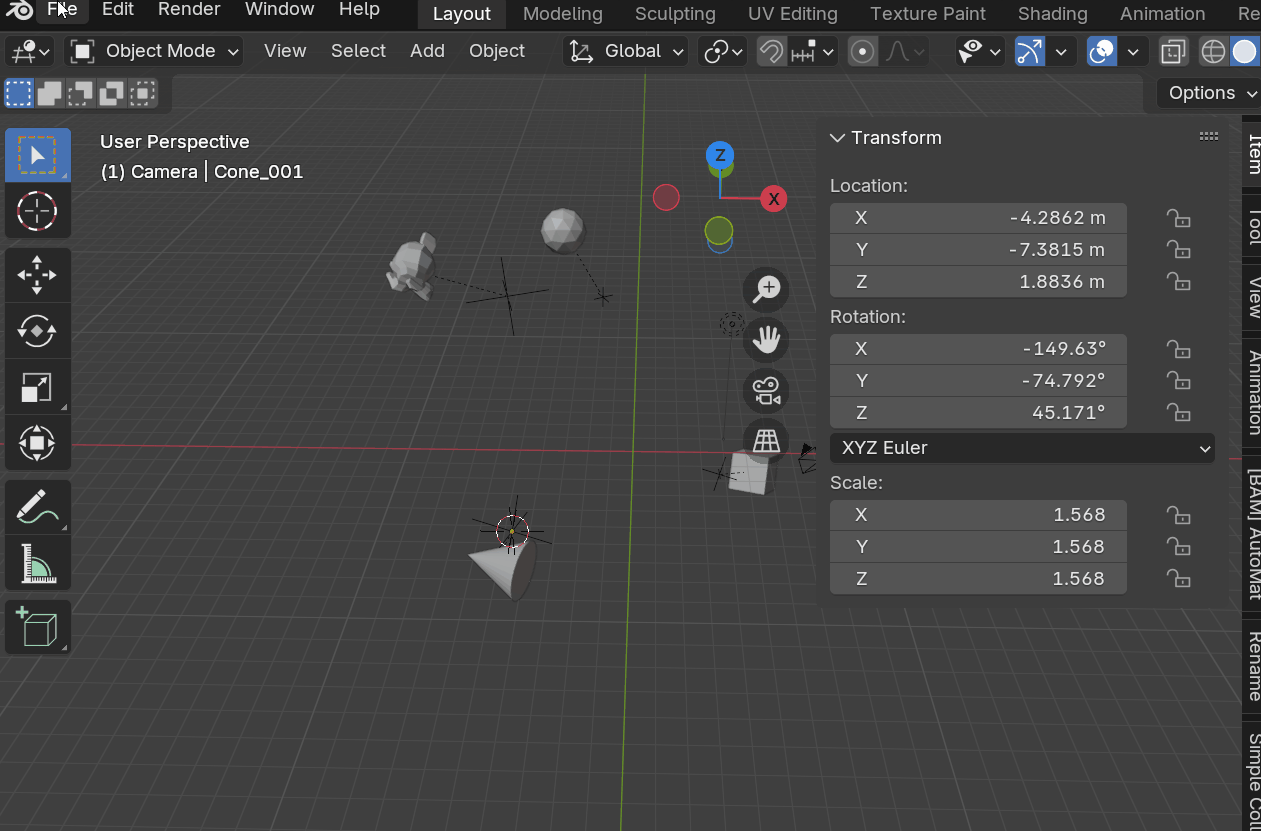 File Edit Render Window Help Layout Modeling Sculpting UV Editing Texture Paint Shading Animation Re
Object Mode View Select Add Object Global
Options
User Perspective
(1) Camera | Cone_001
Z
X
Transform
Location:
X -4.2862 m
Y -7.3815 m
Z 1.8836 m
Rotation:
X -149.63°
Y -74.792°
Z 45.171°
XYZ Euler
Scale:
X 1.568
Y 1.568
Z 1.568
Item
Tool
View
Animation
[BAM] AutoMat
Rename
Simple Coll